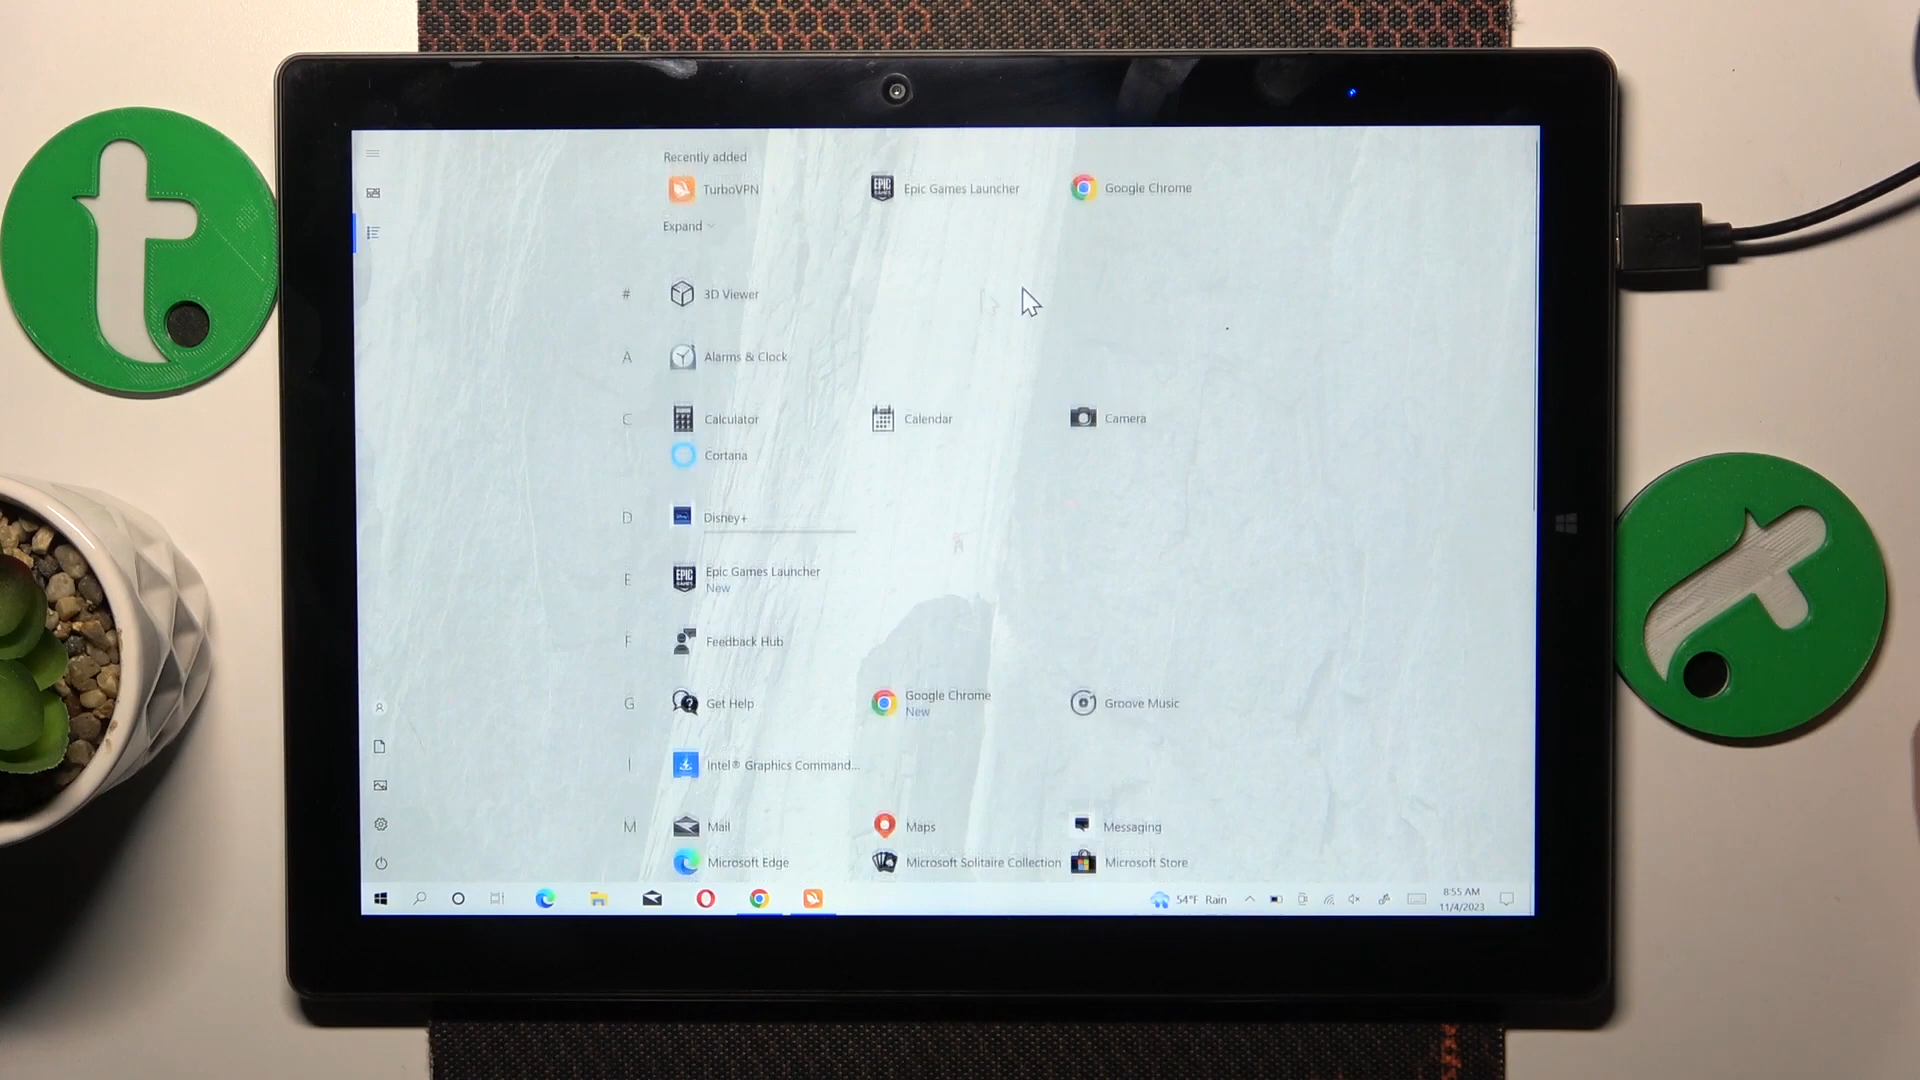 Recently added
TurboVPN
Epic Games Launcher
Google Chrome
Expand
#
3D Viewer
A
Alarms & Clock
C
Calculator
Calendar
Camera
Cortana
D
Disney+
E
Epic Games Launcher
New
F
Feedback Hub
G
Get Help
Google Chrome
New
Groove Music
I
Intel® Graphics Command...
M
Mail
Maps
Messaging
Microsoft Edge
Microsoft Solitaire Collection
Microsoft Store
54°F Rain
8:55 AM
11/4/2023